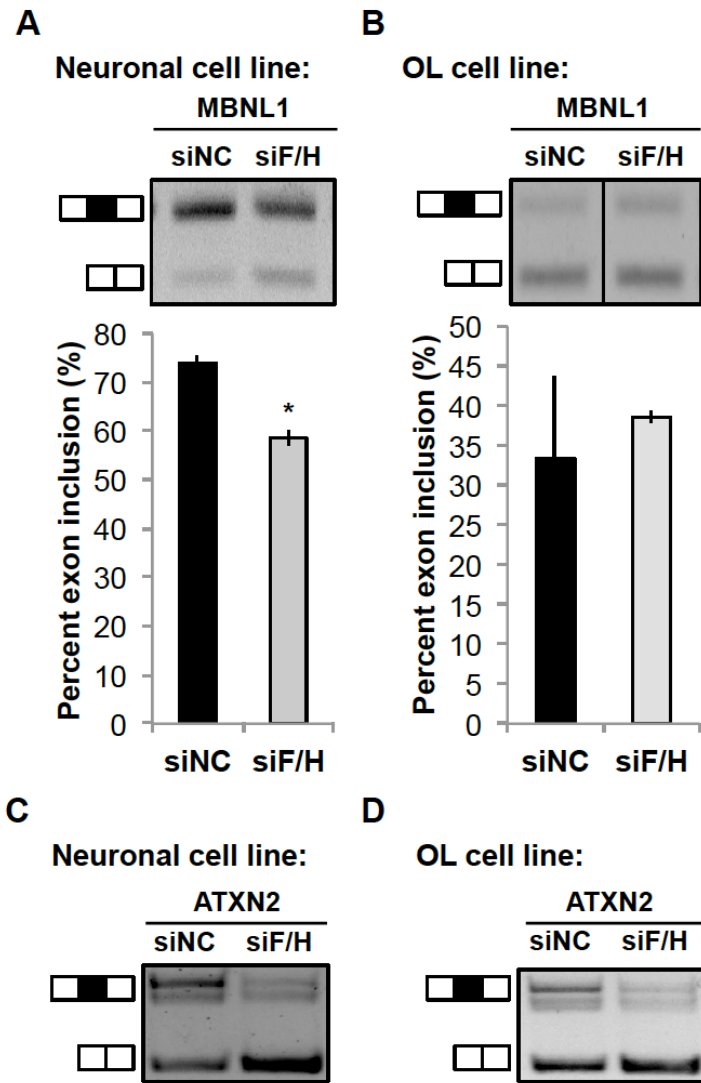 A
Neuronal cell line:
MBNL1
siNC siF/H
Percent exon inclusion (%)
80
70
60
50
40
30
20
10
0
siNC siF/H
B
OL cell line:
MBNL1
siNC siF/H
Percent exon inclusion (%)
50
45
40
35
30
25
20
15
10
5
0
*
siNC siF/H
C
Neuronal cell line:
ATXN2
siNC siF/H
D
OL cell line:
ATXN2
siNC siF/H